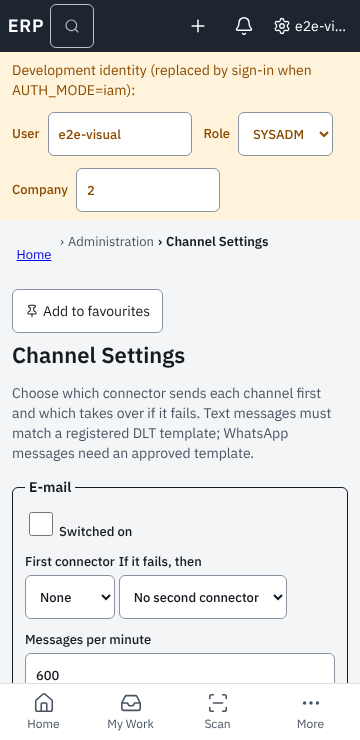 ERP
e2e-vi...
Development identity (replaced by sign-in when
AUTH_MODE=iam):
User e2e-visual Role SYSADM
Company 2
Home › Administration › Channel Settings
Add to favourites
Channel Settings
Choose which connector sends each channel first
and which takes over if it fails. Text messages must
match a registered DLT template; WhatsApp
messages need an approved template.
E-mail
Switched on
First connector If it fails, then
None No second connector
Messages per minute
600
Home My Work Scan More